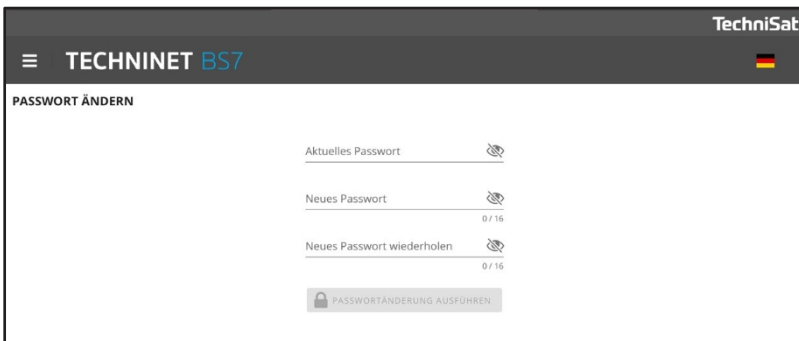 TechniSat
TECHNINET BS7
PASSWORT ÄNDERN
Aktuelles Passwort
Neues Passwort
0 / 16
Neues Passwort wiederholen
0 / 16
PASSWORTÄNDERUNG AUSFÜHREN